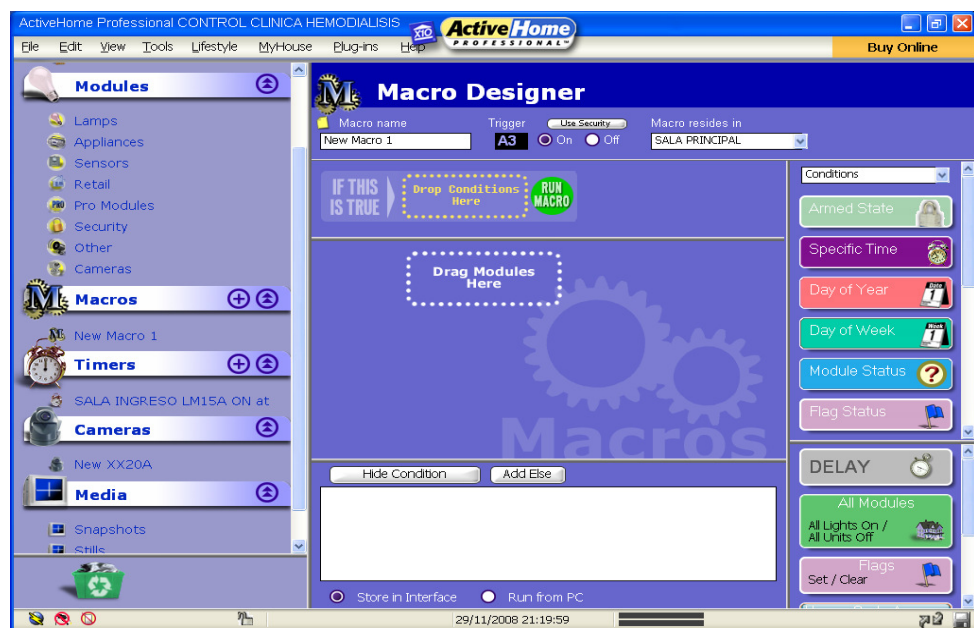 ActiveHome Professional CONTROL CLINICA HEMODIALISIS
X10 ActiveHome
PROFESSIONAL
File Edit View Tools Lifestyle MyHouse Plug-ins Help
Buy Online
Modules
Lamps
Appliances
Sensors
Retail
Pro Modules
Security
Other
Cameras
Macros
New Macro 1
Timers
SALA INGRESO LM15A ON at
Cameras
New XX20A
Media
Snapshots
Stills
Macro Designer
Macro name Trigger Use Security Macro resides in
New Macro 1 A3 On Off SALA PRINCIPAL
IF THIS
IS TRUE
Drop Conditions
Here
RUN
MACRO
Drag Modules
Here
Macros
Hide Condition Add Else
Store in Interface Run from PC
Conditions
Armed State
Specific Time
Day of Year
Day of Week
Module Status
Flag Status
DELAY
All Modules
All Lights On /
All Units Off
Flags
Set / Clear
29/11/2008 21:19:59